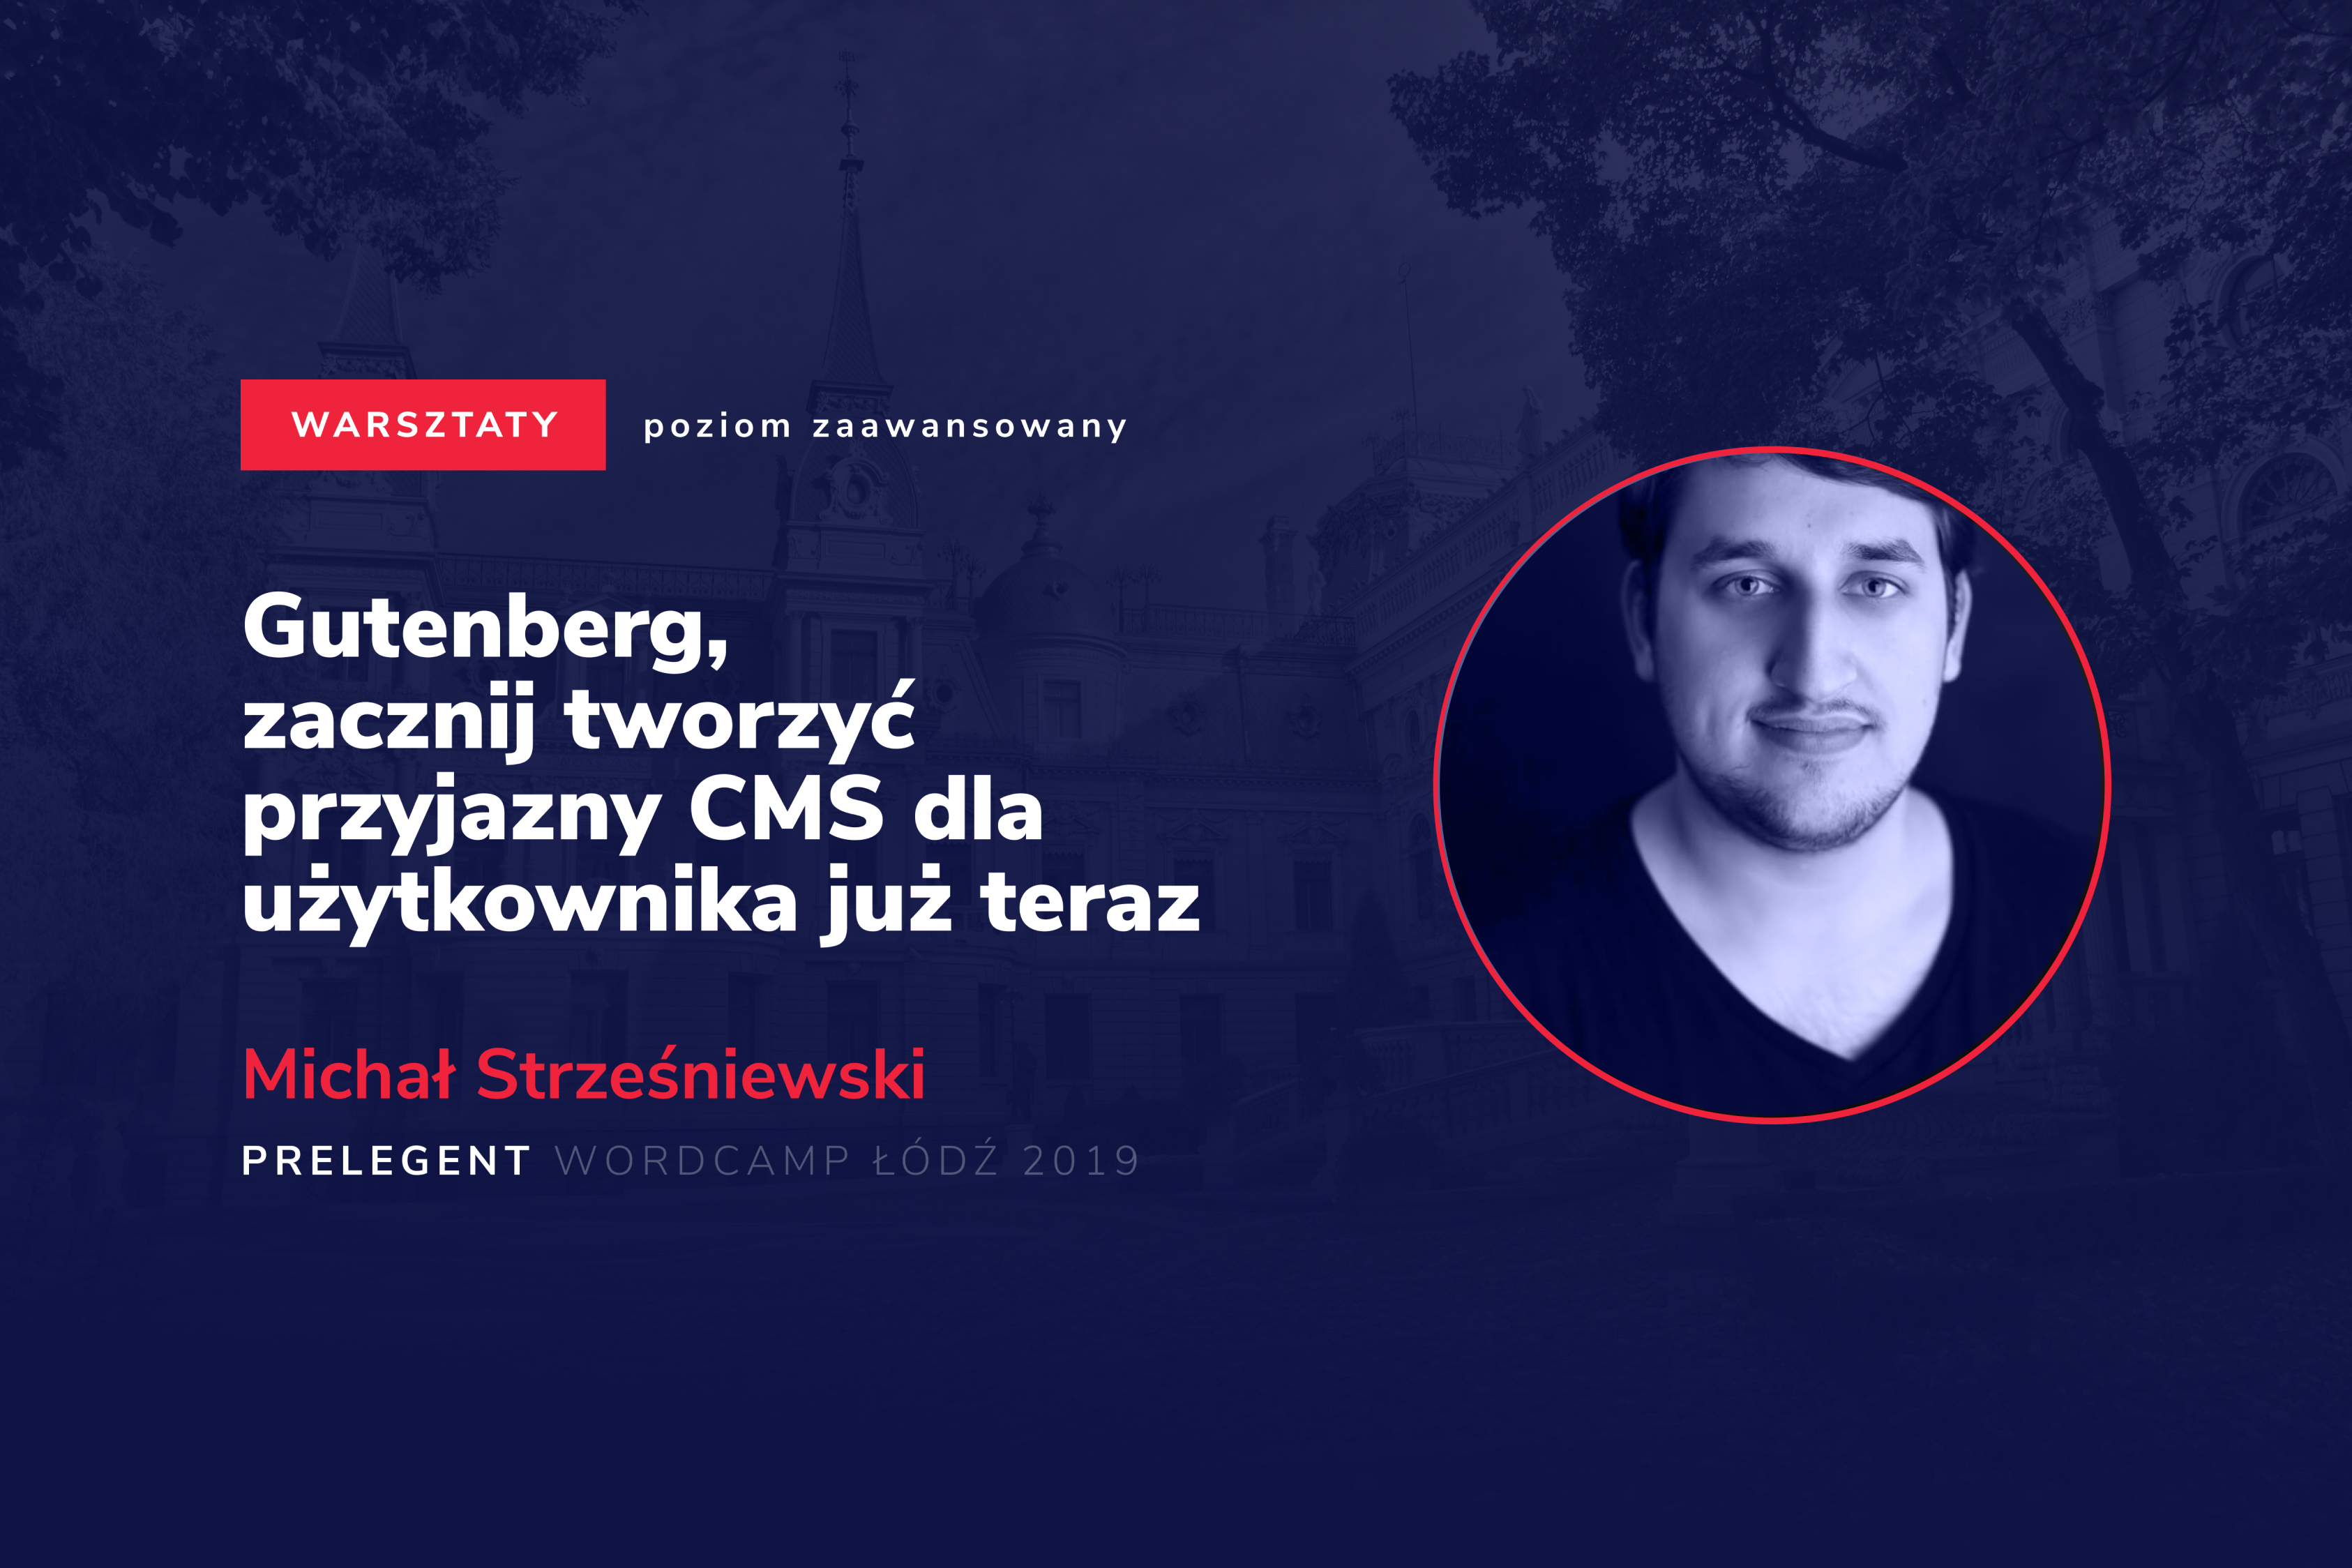 WARSZTATY poziom zaawansowany
Gutenberg,
zacznij tworzyć
przyjazny CMS dla
użytkownika już teraz
Michał Strześniewski
PRELEGENT WORDCAMP ŁÓDŹ 2019